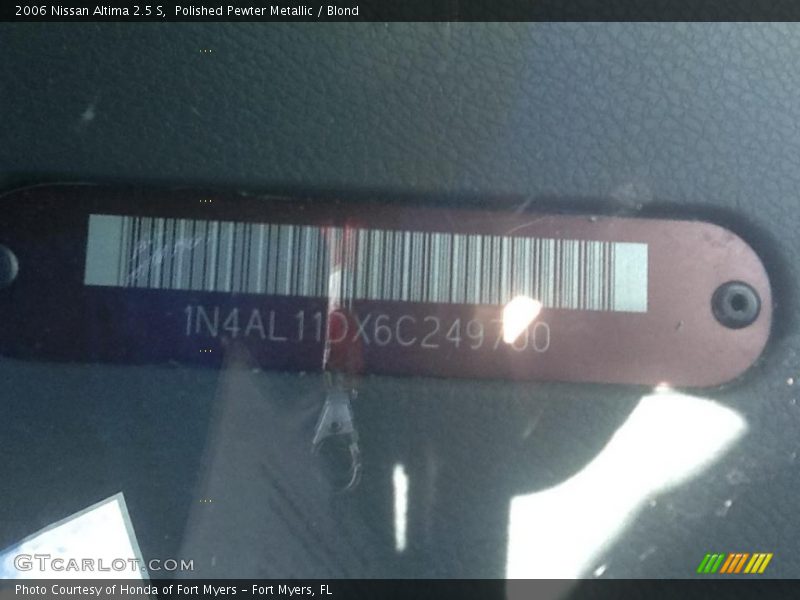 2006 Nissan Altima 2.5 S, Polished Pewter Metallic / Blond
1N4AL11DX6C249700
GTCARLOT.COM
Photo Courtesy of Honda of Fort Myers - Fort Myers, FL